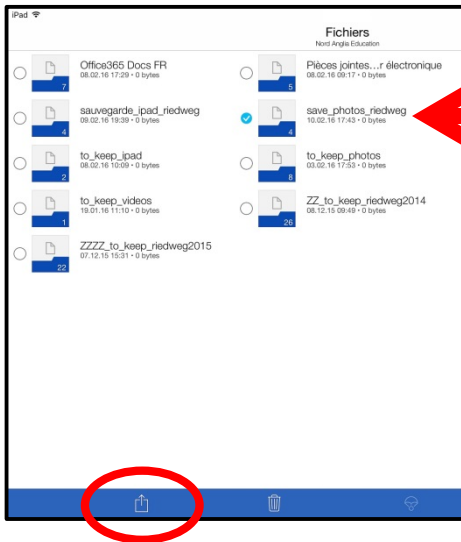 iPad
Fichiers
Nord Anglia Education
Office365 Docs FR
08.02.16 17:29 • 0 bytes
7
Pièces jointes...r électronique
08.02.16 09:17 • 0 bytes
5
sauvegarde_ipad_riedweg
09.02.16 19:39 • 0 bytes
4
save_photos_riedweg
10.02.16 17:43 • 0 bytes
4
to_keep_ipad
08.02.16 10:09 • 0 bytes
2
to_keep_photos
03.02.16 17:53 • 0 bytes
8
to_keep_videos
19.01.16 11:10 • 0 bytes
1
ZZ_to_keep_riedweg2014
08.12.15 09:49 • 0 bytes
26
ZZZZ_to_keep_riedweg2015
07.12.15 15:31 • 0 bytes
22